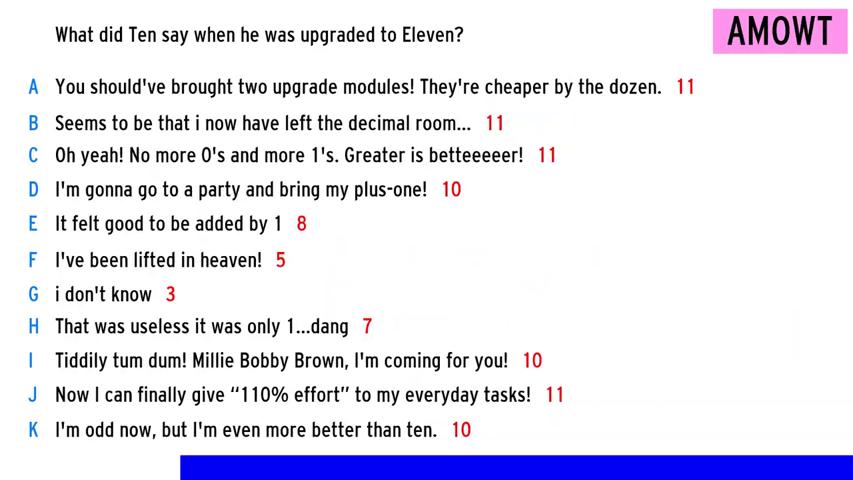 What did Ten say when he was upgraded to Eleven?
AMOWT
A You should've brought two upgrade modules! They're cheaper by the dozen. 11
B Seems to be that i now have left the decimal room... 11
C Oh yeah! No more 0's and more 1's. Greater is betteeeeer! 11
D I'm gonna go to a party and bring my plus-one! 10
E It felt good to be added by 1 8
F I've been lifted in heaven! 5
G i don't know 3
H That was useless it was only 1...dang 7
I Tiddily tum dum! Millie Bobby Brown, I'm coming for you! 10
J Now I can finally give “110% effort” to my everyday tasks! 11
K I'm odd now, but I'm even more better than ten. 10